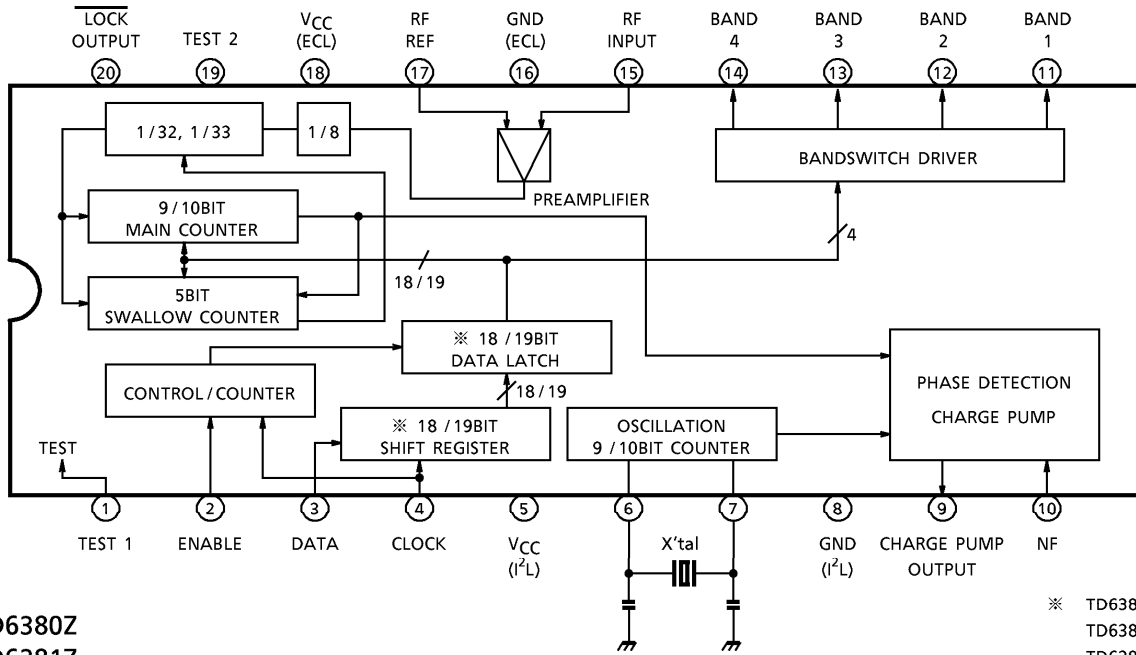 LOCK OUTPUT
TEST 2
VCC (ECL)
RF REF
GND (ECL)
RF INPUT
BAND 4
BAND 3
BAND 2
BAND 1
20 19 18 17 16 15 14 13 12 11
1/32, 1/33
1/8
BANDSWITCH DRIVER
PREAMPLIFIER
9/10BIT
MAIN COUNTER
4
18/19
5BIT
SWALLOW COUNTER
※ 18/19BIT
DATA LATCH
PHASE DETECTION
CHARGE PUMP
CONTROL/COUNTER
18/19
※ 18/19BIT
SHIFT REGISTER
OSCILLATION
9/10BIT COUNTER
TEST
1 2 3 4 5 6 7 8 9 10
TEST 1
ENABLE
DATA
CLOCK
VCC (I²L)
X'tal
GND (I²L)
CHARGE PUMP OUTPUT
NF
※ TD638
TD638
6380Z